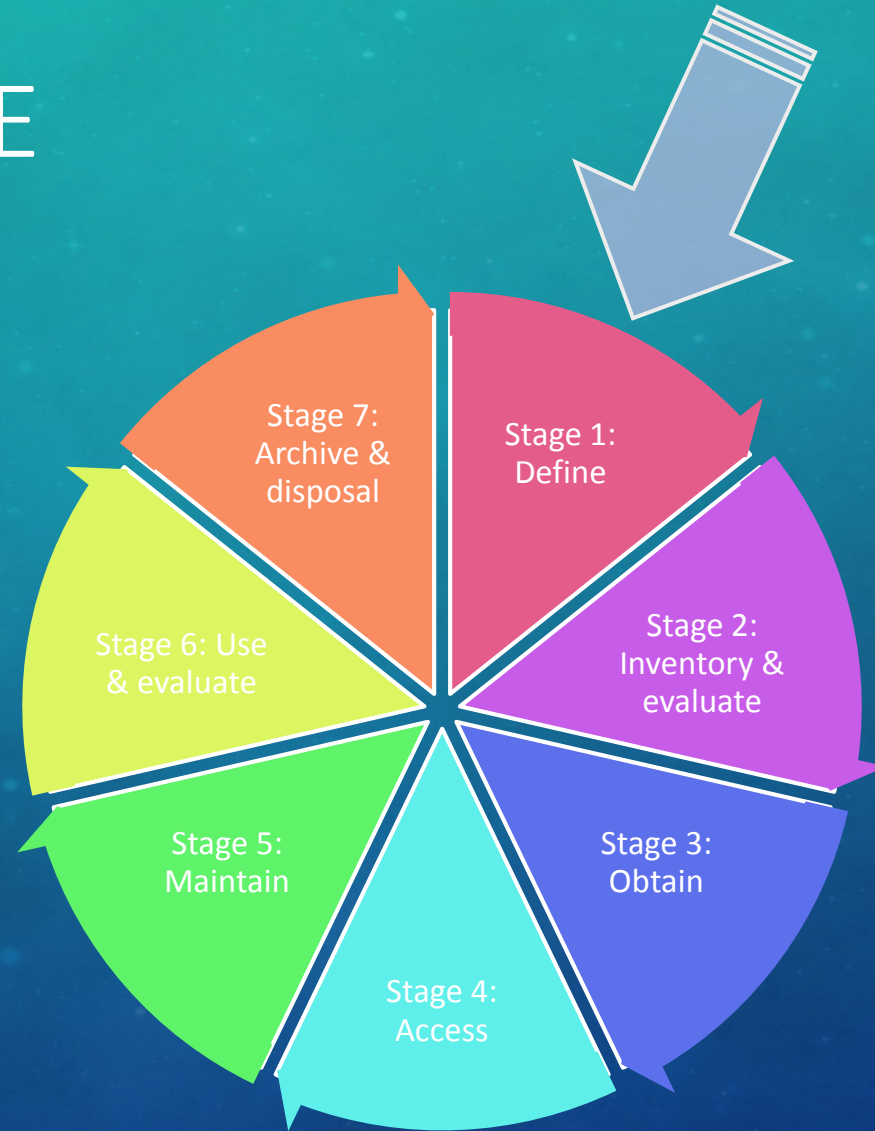 E
Stage 1:
Define
Stage 2:
Inventory &
evaluate
Stage 3:
Obtain
Stage 4:
Access
Stage 5:
Maintain
Stage 6: Use
& evaluate
Stage 7:
Archive &
disposal